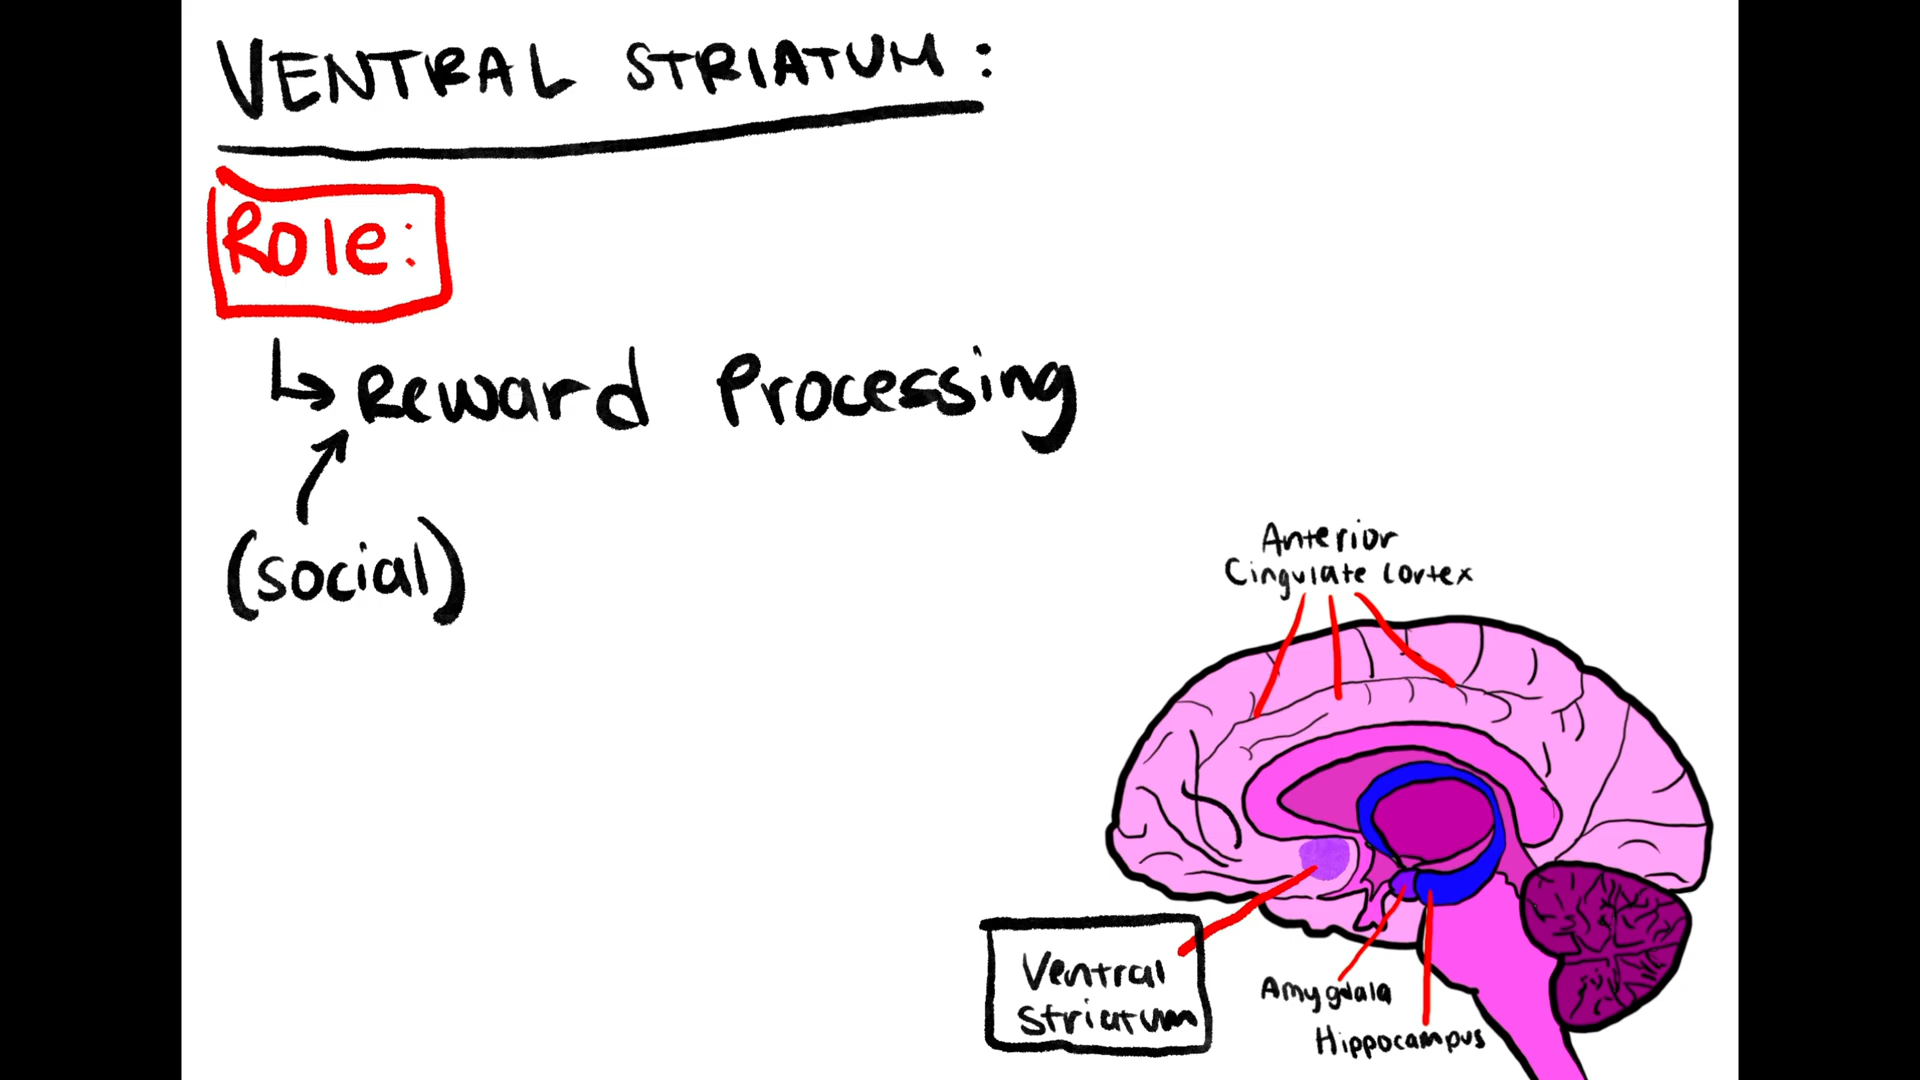 VENTRAL STRIATUM:
Role:
Reward Processing
(social)
Anterior
Cingulate Cortex
Ventral
Striatum
Amygdala
Hippocampus